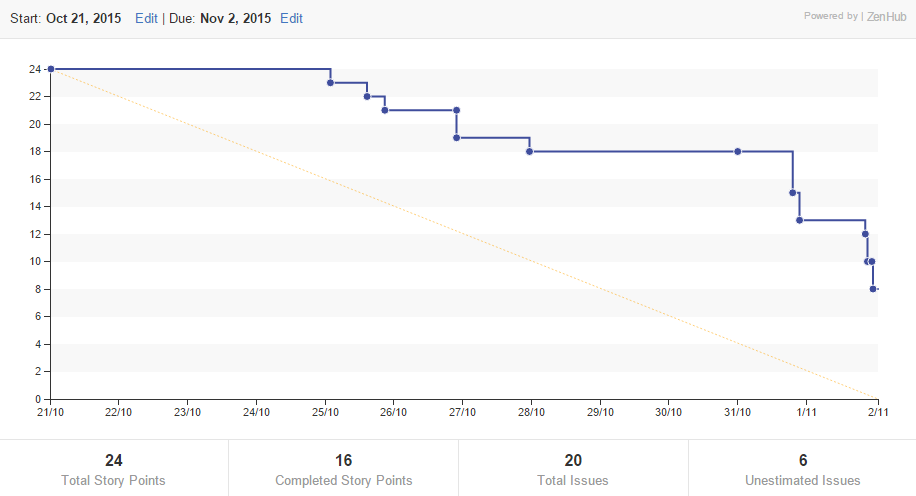 Start: Oct 21, 2015 Edit | Due: Nov 2, 2015 Edit
Powered by | ZenHub
24
22
20
18
16
14
12
10
8
6
4
2
0
21/10 22/10 23/10 24/10 25/10 26/10 27/10 28/10 29/10 30/10 31/10 1/11 2/11
24 16 20 6
Total Story Points Completed Story Points Total Issues Unestimated Issues